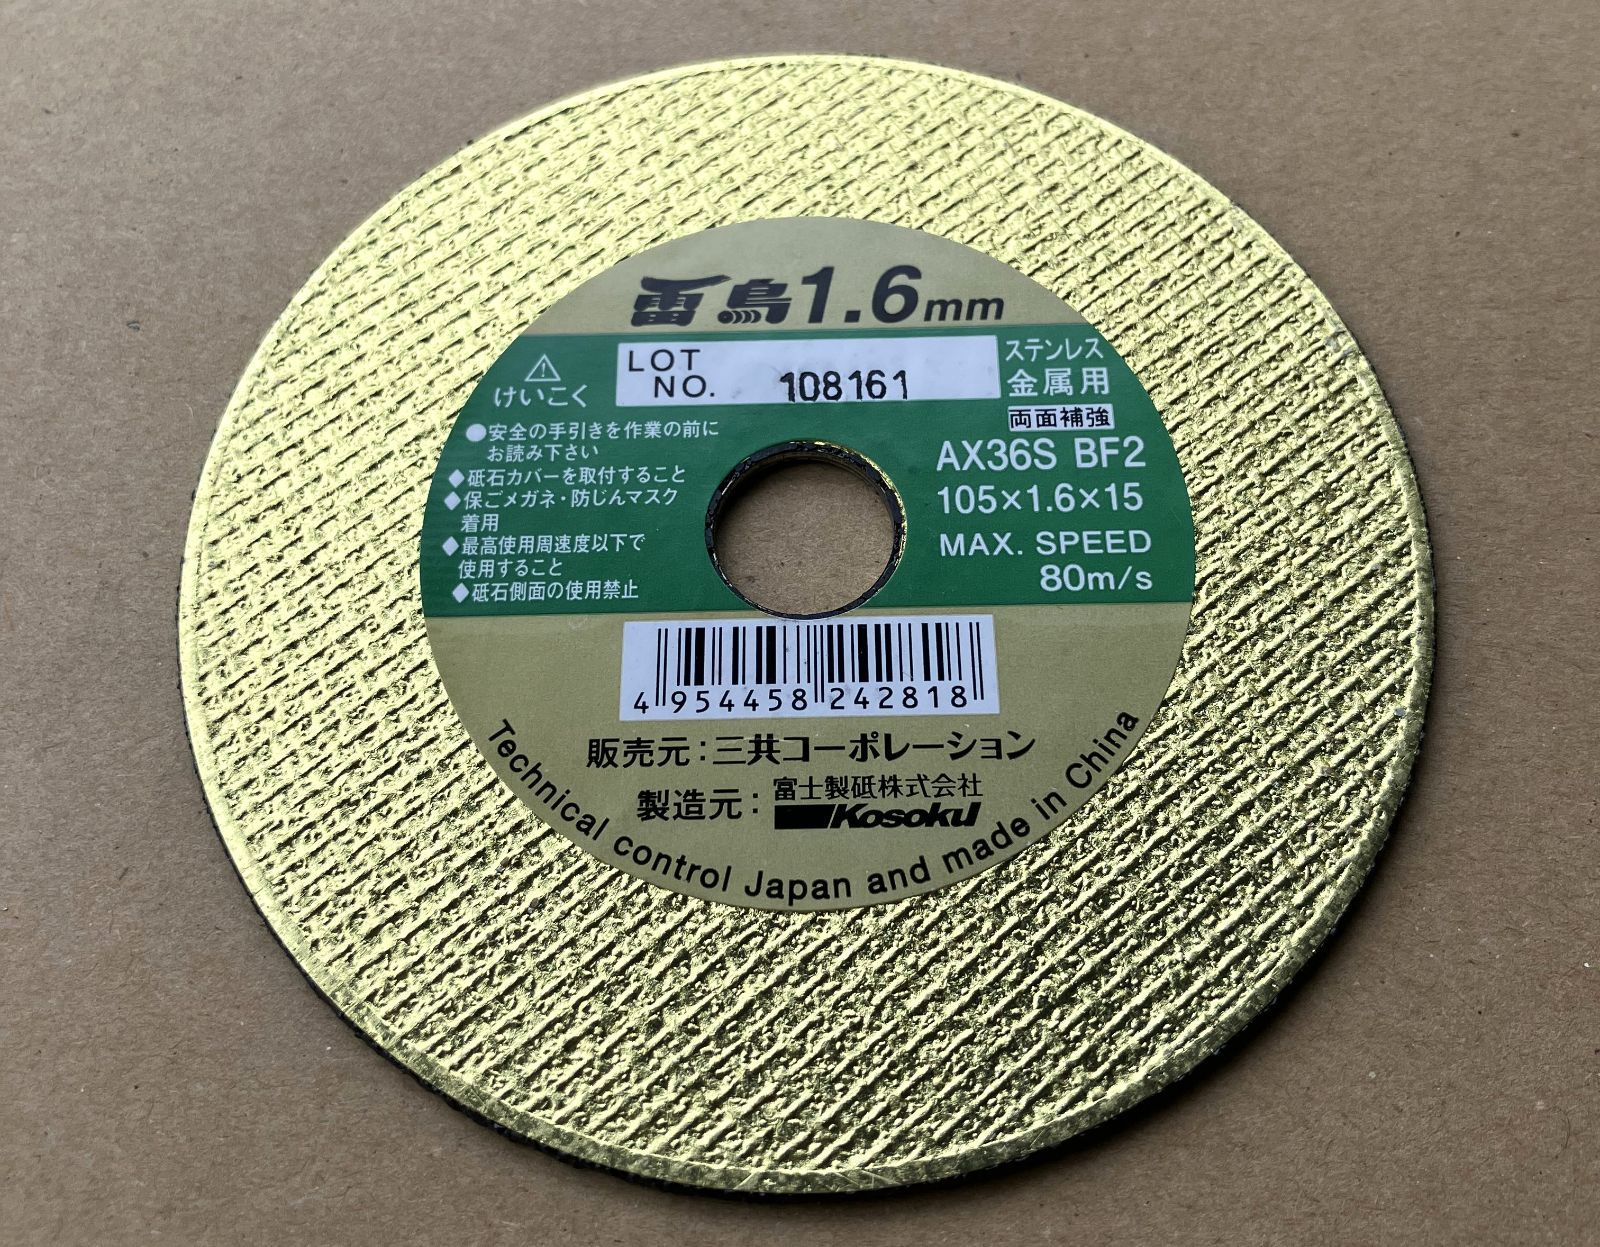 雷鳥1.6mm
LOT NO. 108161
ステンレス
金属用
両面補強
AX36S BF2
105×1.6×15
MAX. SPEED
80m/s
⚠
けいこく
●安全の手引きを作業の前に
お読み下さい
◆砥石カバーを取付すること
◆保ごメガネ・防じんマスク
着用
◆最高使用周速度以下で
使用すること
◆砥石側面の使用禁止
4954458242818
販売元:三共コーポレーション
製造元:富士製砥株式会社
Kosoku
Technical control Japan and made in China